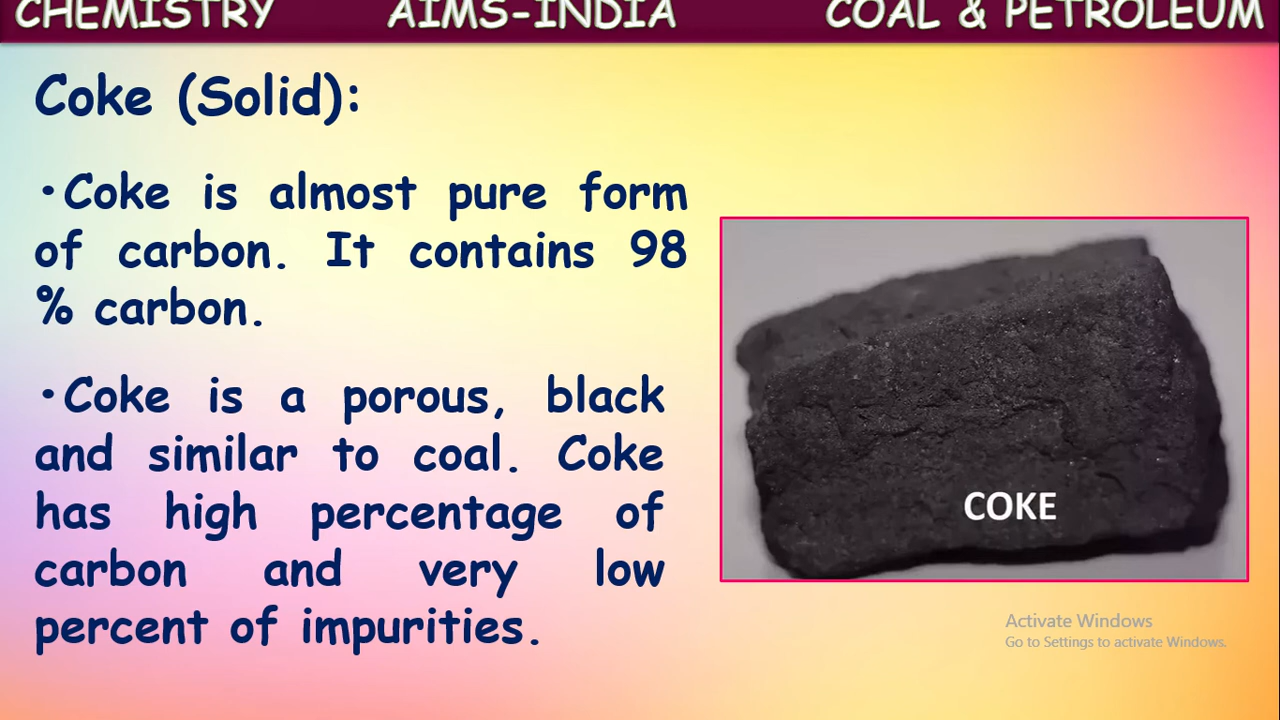 CHEMISTRY AIMS-INDIA COAL & PETROLEUM
Coke (Solid):
•Coke is almost pure form
of carbon. It contains 98
% carbon.
•Coke is a porous, black
and similar to coal. Coke
has high percentage of
carbon and very low
percent of impurities.
COKE
Activate Windows
Go to Settings to activate Windows.